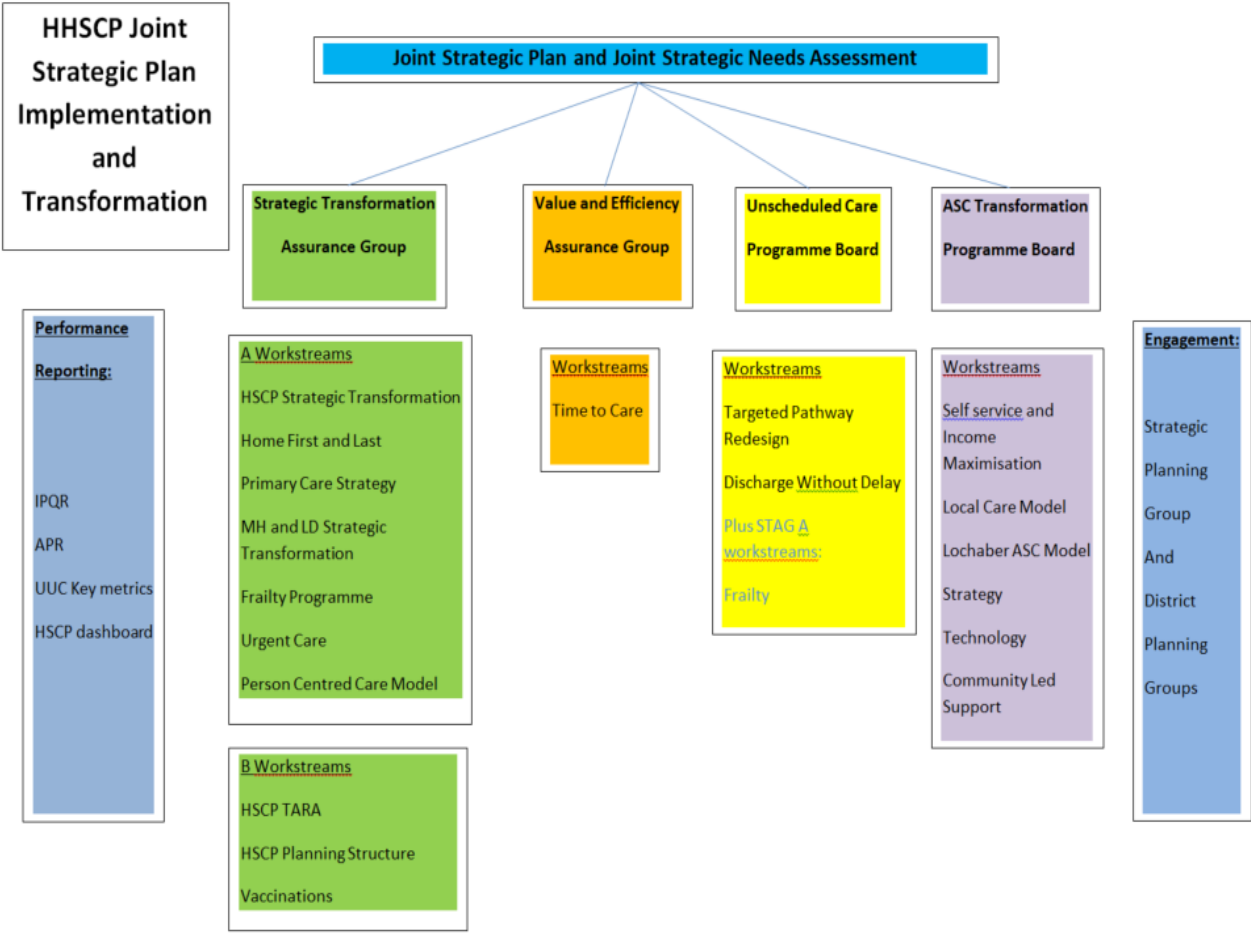 HHSCP Joint
Strategic Plan
Implementation
and
Transformation
Joint Strategic Plan and Joint Strategic Needs Assessment
Strategic Transformation
Assurance Group
Value and Efficiency
Assurance Group
Unscheduled Care
Programme Board
ASC Transformation
Programme Board
Performance
Reporting:
IPQR
APR
UUC Key metrics
HSCP dashboard
A Workstreams
HSCP Strategic Transformation
Home First and Last
Primary Care Strategy
MH and LD Strategic
Transformation
Frailty Programme
Urgent Care
Person Centred Care Model
B Workstreams
HSCP TARA
HSCP Planning Structure
Vaccinations
Workstreams
Time to Care
Workstreams
Targeted Pathway
Redesign
Discharge Without Delay
Plus STAG A
workstreams:
Frailty
Workstreams
Self service and
Income
Maximisation
Local Care Model
Lochaber ASC Model
Strategy
Technology
Community Led
Support
Engagement:
Strategic
Planning
Group
And
District
Planning
Groups